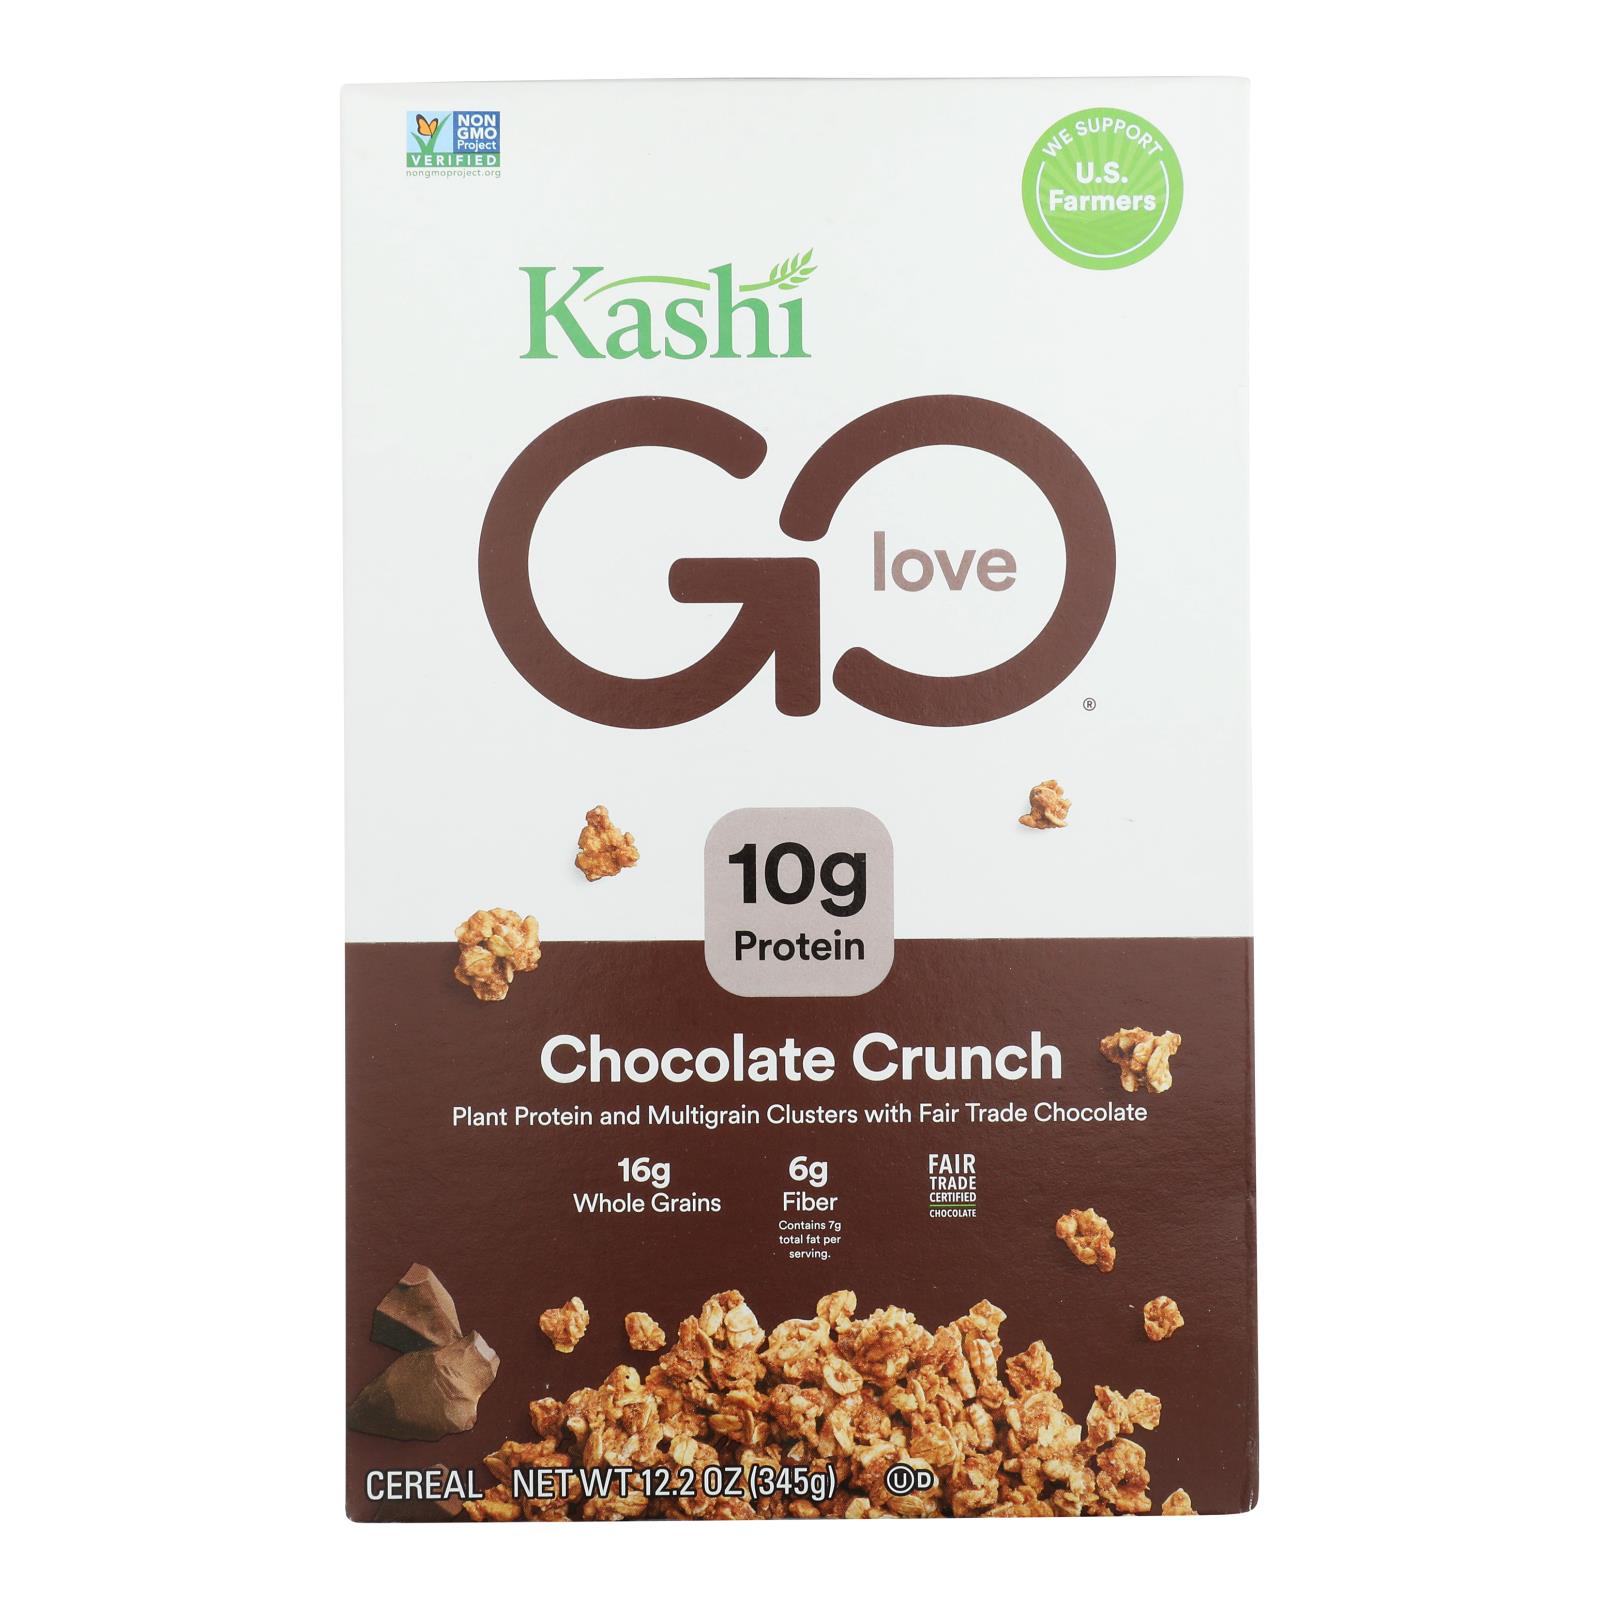 NON
GMO
Project
VERIFIED
nongmoproject.org
WE SUPPORT
U.S.
Farmers
Kashi
GO
love
®
10g
Protein
Chocolate Crunch
Plant Protein and Multigrain Clusters with Fair Trade Chocolate
16g
Whole Grains
6g
Fiber
Contains 7g
total fat per
serving.
FAIR
TRADE
CERTIFIED
CHOCOLATE
CEREAL NET WT 12.2 OZ (345g) U D